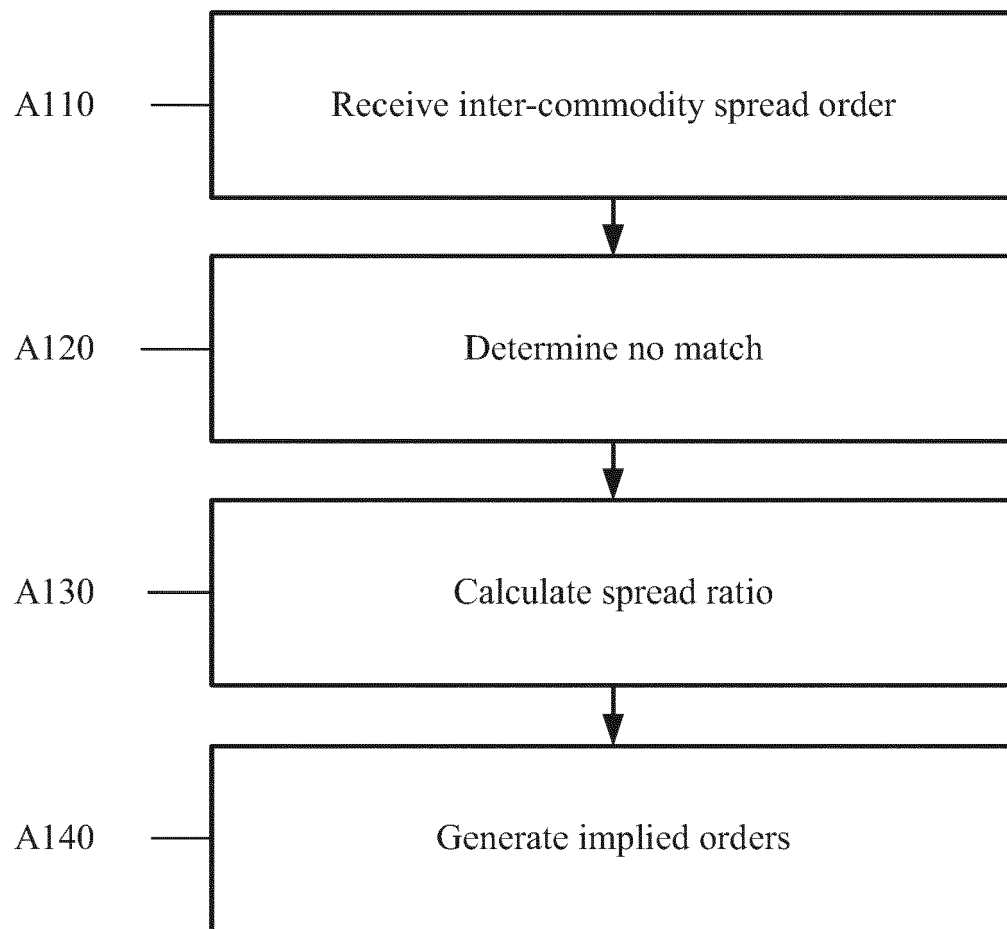 A110
Receive inter-commodity spread order
A120
Determine no match
A130
Calculate spread ratio
A140
Generate implied orders